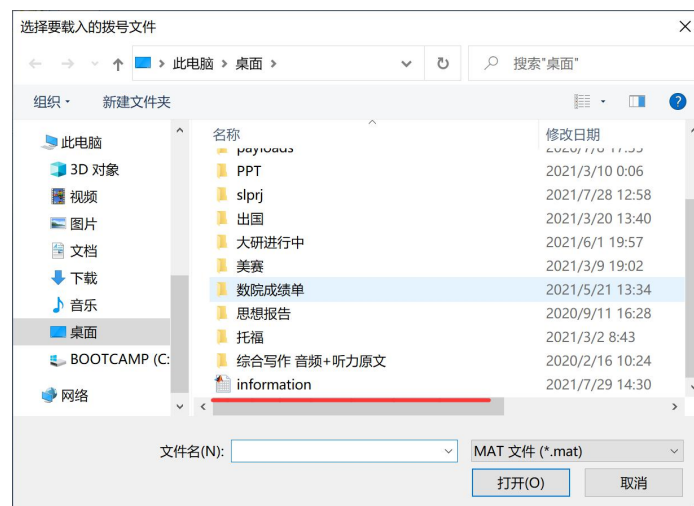 选择要载入的拨号文件
此电脑 桌面
搜索"桌面"
组织 新建文件夹
名称 修改日期
此电脑
3D 对象
视频
图片
文档
下载
音乐
桌面
BOOTCAMP (C:
网络
payloads
PPT 2021/3/10 0:06
slprj 2021/7/28 12:58
出国 2021/3/20 13:40
大研进行中 2021/6/1 19:57
美赛 2021/3/9 19:02
数院成绩单 2021/5/21 13:34
思想报告 2020/9/11 16:28
托福 2021/3/2 8:43
综合写作 音频+听力原文 2020/2/16 10:24
information 2021/7/29 14:30
文件名(N): MAT 文件 (*.mat)
打开(O) 取消